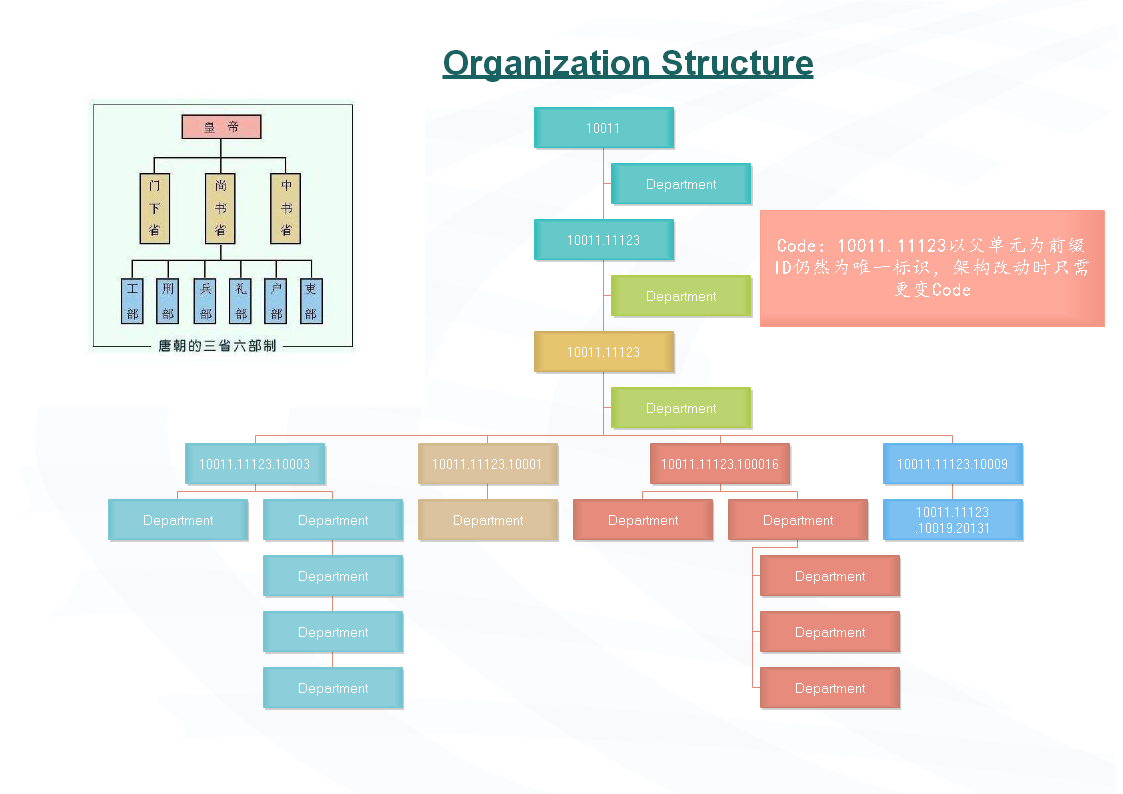 Organization Structure
皇 帝
门下省
尚书省
中书省
工部
刑部
兵部
礼部
户部
吏部
唐朝的三省六部制
10011
Department
10011.11123
Department
10011.11123
Department
Code: 10011.11123以父单元为前缀
ID仍然为唯一标识, 架构改动时只需
更变Code
10011.11123.10003
10011.11123.10001
10011.11123.100016
10011.11123.10009
Department
Department
Department
Department
Department
10011.11123
.10019.20131
Department
Department
Department
Department
Department
Department